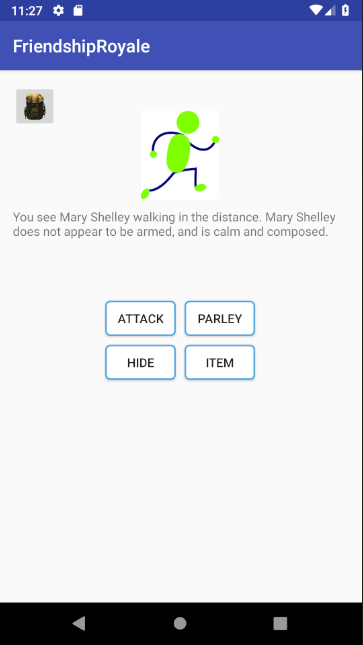 11:27
FriendshipRoyale
You see Mary Shelley walking in the distance. Mary Shelley
does not appear to be armed, and is calm and composed.
ATTACK PARLEY
HIDE ITEM